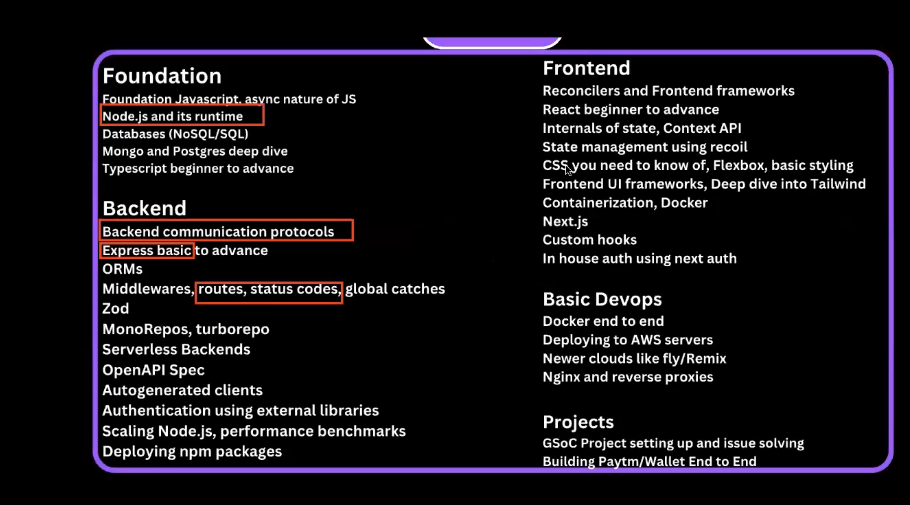 Foundation
Foundation Javascript, async nature of JS
Node.js and its runtime
Databases (NoSQL/SQL)
Mongo and Postgres deep dive
Typescript beginner to advance
Backend
Backend communication protocols
Express basic to advance
ORMs
Middlewares, routes, status codes, global catches
Zod
MonoRepos, turborepo
Serverless Backends
OpenAPI Spec
Autogenerated clients
Authentication using external libraries
Scaling Node.js, performance benchmarks
Deploying npm packages
Frontend
Reconcilers and Frontend frameworks
React beginner to advance
Internals of state, Context API
State management using recoil
CSS you need to know of, Flexbox, basic styling
Frontend UI frameworks, Deep dive into Tailwind
Containerization, Docker
Next.js
Custom hooks
In house auth using next auth
Basic Devops
Docker end to end
Deploying to AWS servers
Newer clouds like fly/Remix
Nginx and reverse proxies
Projects
GSoC Project setting up and issue solving
Building Paytm/Wallet End to End